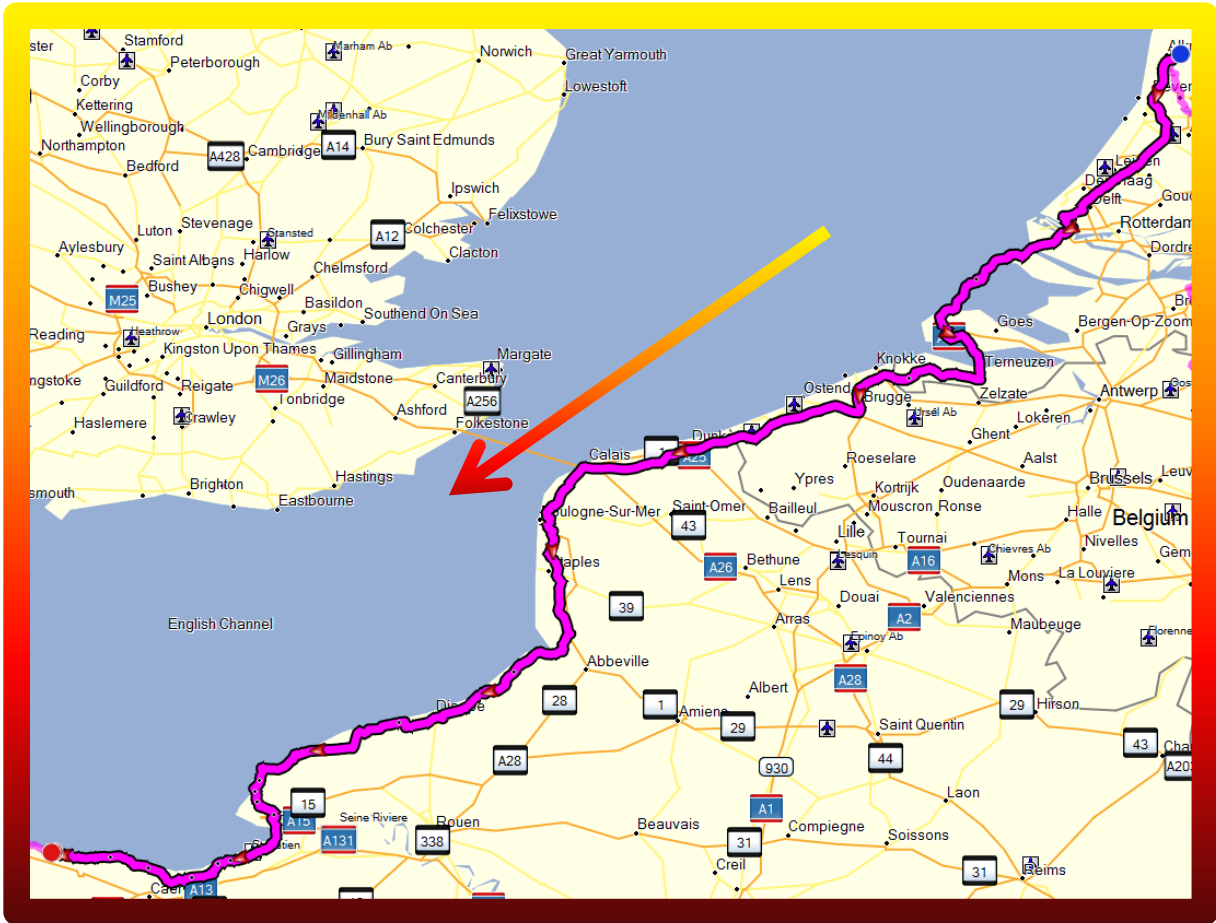 Stamford
Marham Ab
Norwich
Great Yarmouth
Peterborough
Corby
Lowestoft
Kettering
Mildenhall Ab
Wellingborough
Northampton
A428
Cambridge
A14
Bury Saint Edmunds
Bedford
Ipswich
Felixstowe
Luton
Stevenage
Stansted
A12
Colchester
Delft
Rotterdam
Aylesbury
Saint Albans
Harlow
Clacton
Chelmsford
Bushey
Chigwell
M25
Basildon
London
Southend On Sea
Reading
Heathrow
Grays
Goes
Bergen-Op-Zoom
Kingston Upon Thames
Gillingham
Margate
Knokke
Terneuzen
Guildford
Reigate
M26
Maidstone
Canterbury
Ostend
Brugge
Zelzate
Antwerp
A256
Crawley
Tonbridge
Ashford
Ursel Ab
Lokeren
Haslemere
Folkestone
Ghent
Calais
A25
Roeselare
Aalst
Hastings
Ypres
Brussels
Brighton
Eastbourne
Kortrijk
Oudenaarde
Saint-Omer
Bailleul
Mouscron
Ronse
Halle
Belgium
43
Lille
Tournai
Nivelles
Lesquin
A16
Chievres Ab
A26
Bethune
Lens
Mons
La Louviere
39
Douai
Valenciennes
A2
English Channel
Arras
Epinoy Ab
Maubeuge
Abbeville
A28
28
1
Albert
29
Hirson
Amiens
29
Saint Quentin
43
A28
44
930
15
A15
Laon
A1
Seine Riviere
Rouen
A131
338
Beauvais
Compiegne
31
Soissons
Creil
31
Reims
A13